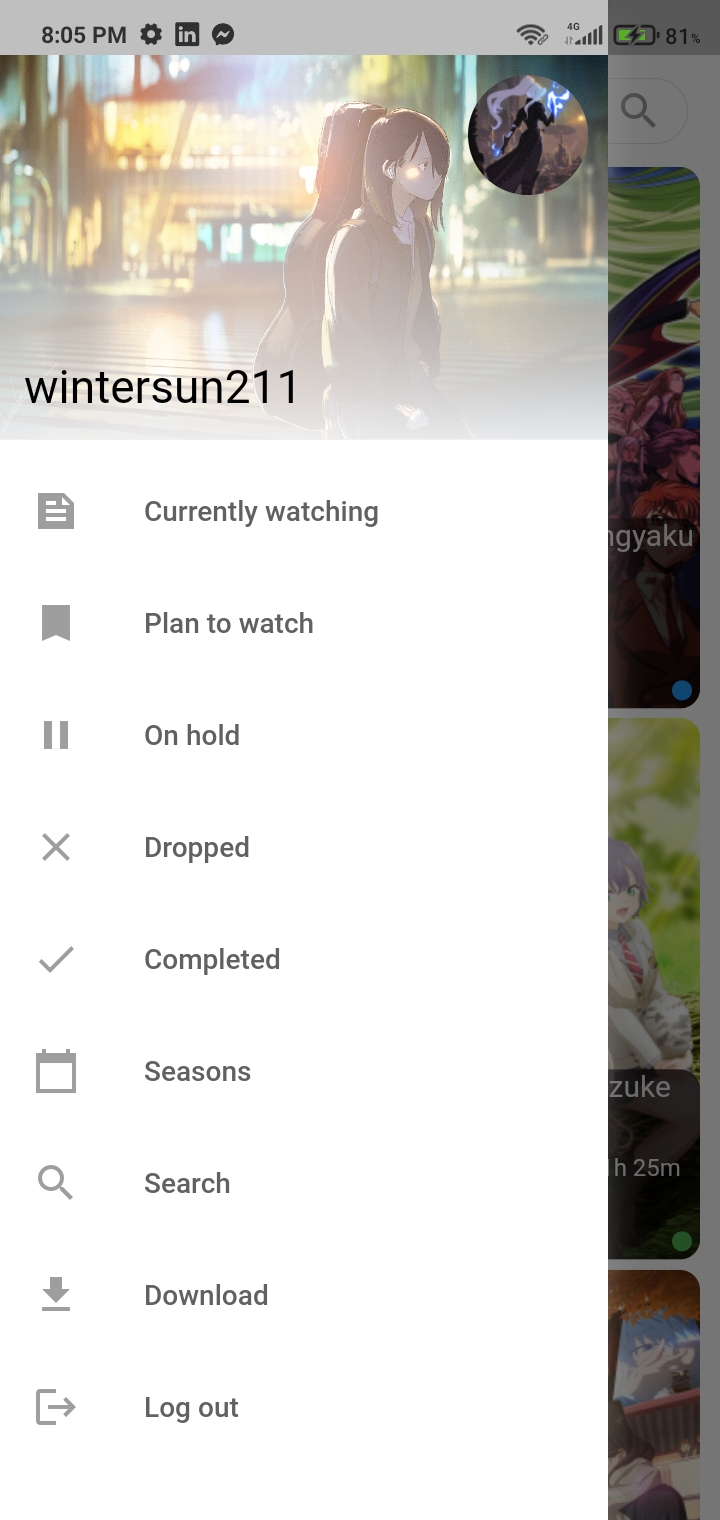 8:05 PM
4G
81%
wintersun211
ngyaku
Currently watching
Plan to watch
On hold
Dropped
Completed
Seasons
zuke
h 25m
Search
Download
Log out